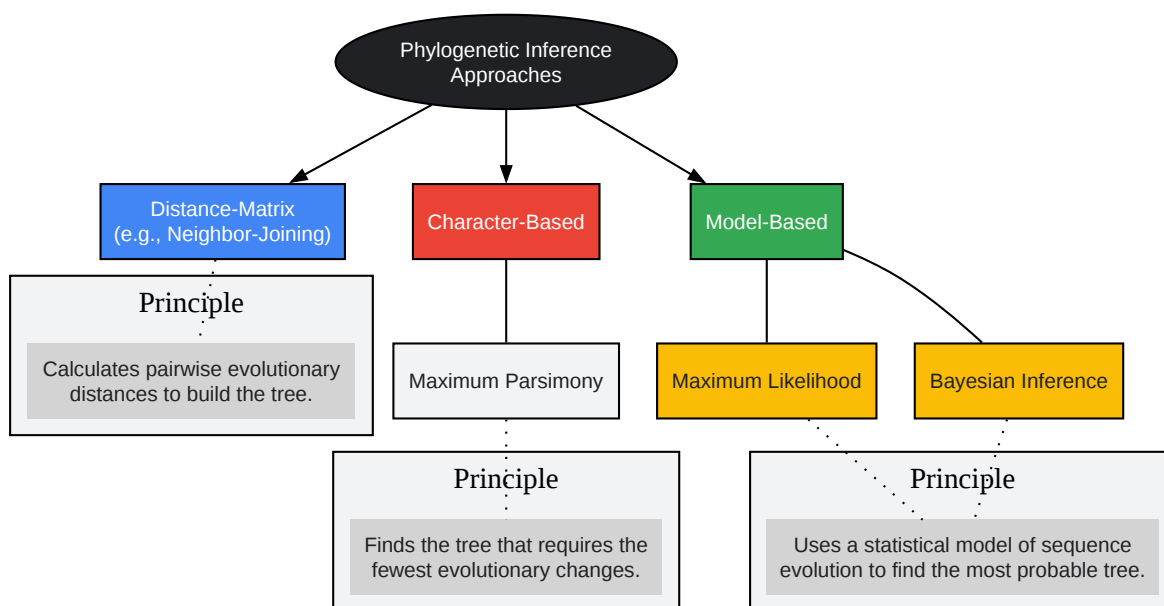 Phylogenetic Inference
Approaches
Distance-Matrix
(e.g., Neighbor-Joining)
Character-Based
Model-Based
Principle
Calculates pairwise evolutionary
distances to build the tree.
Maximum Parsimony
Maximum Likelihood
Bayesian Inference
Principle
Finds the tree that requires the
fewest evolutionary changes.
Principle
Uses a statistical model of sequence
evolution to find the most probable tree.